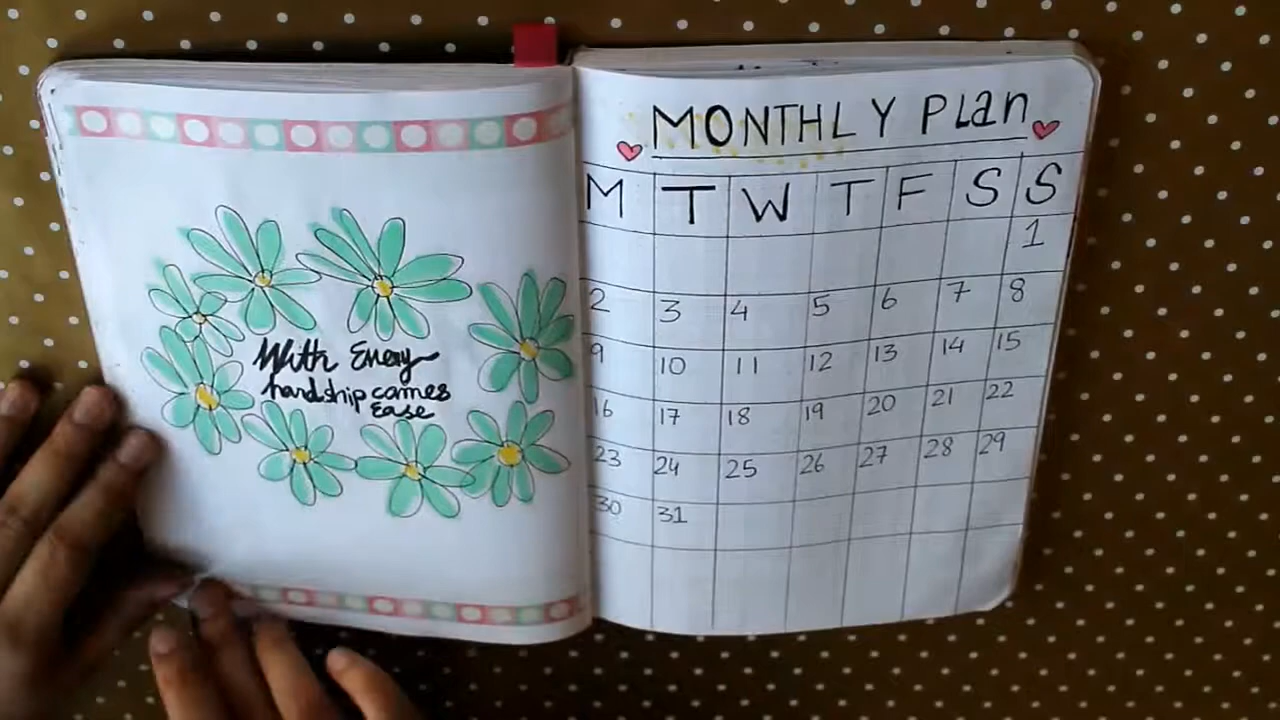 With Every
hardship comes
Ease
MONTHLY Plan
M T W T F S S
1
2 3 4 5 6 7 8
9 10 11 12 13 14 15
16 17 18 19 20 21 22
23 24 25 26 27 28 29
30 31